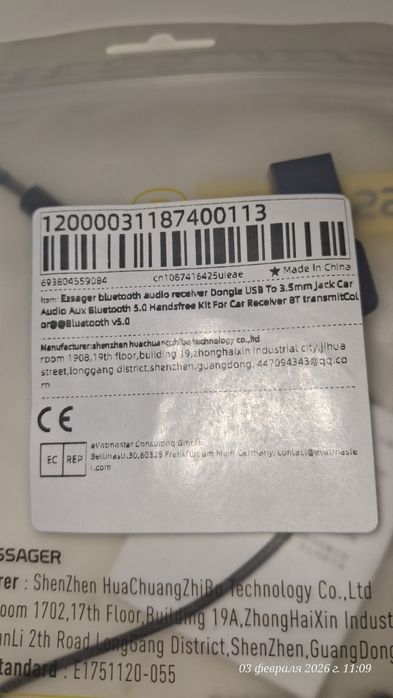 12000031187400113
693804559084 cn1087416425uieae ★ Made in China
Item: Essager bluetooth audio receiver Dongle USB To 3.5mm Jack Car
Audio Aux Bluetooth 5.0 Handsfree Kit For Car Receiver BT transmitCol
or@@Bluetooth v5.0
Manufacturer:shenzhen huachuangzhibo technology co.,ltd
room 1908,19th floor,building 19,zhonghaixin industrial city,jihua
street,longgang district,shenzhen,guangdong, 447094343@qq.co
m
CE
EC REP
eVatmaster Consulting GmbH
Bettinastr.30,60325 Frankfurt am Main Germany, contact@evatmaste
r.com
SSAGER
rer : ShenZhen HuaChuangZhiBo Technology Co.,Ltd
oom 1702,17th Floor,Building 19A,ZhongHaiXin Indust
anLi 2th Road,LongGang District,ShenZhen,GuangDong
tandard : E1751120-055
03 февраля 2026 г. 11:09